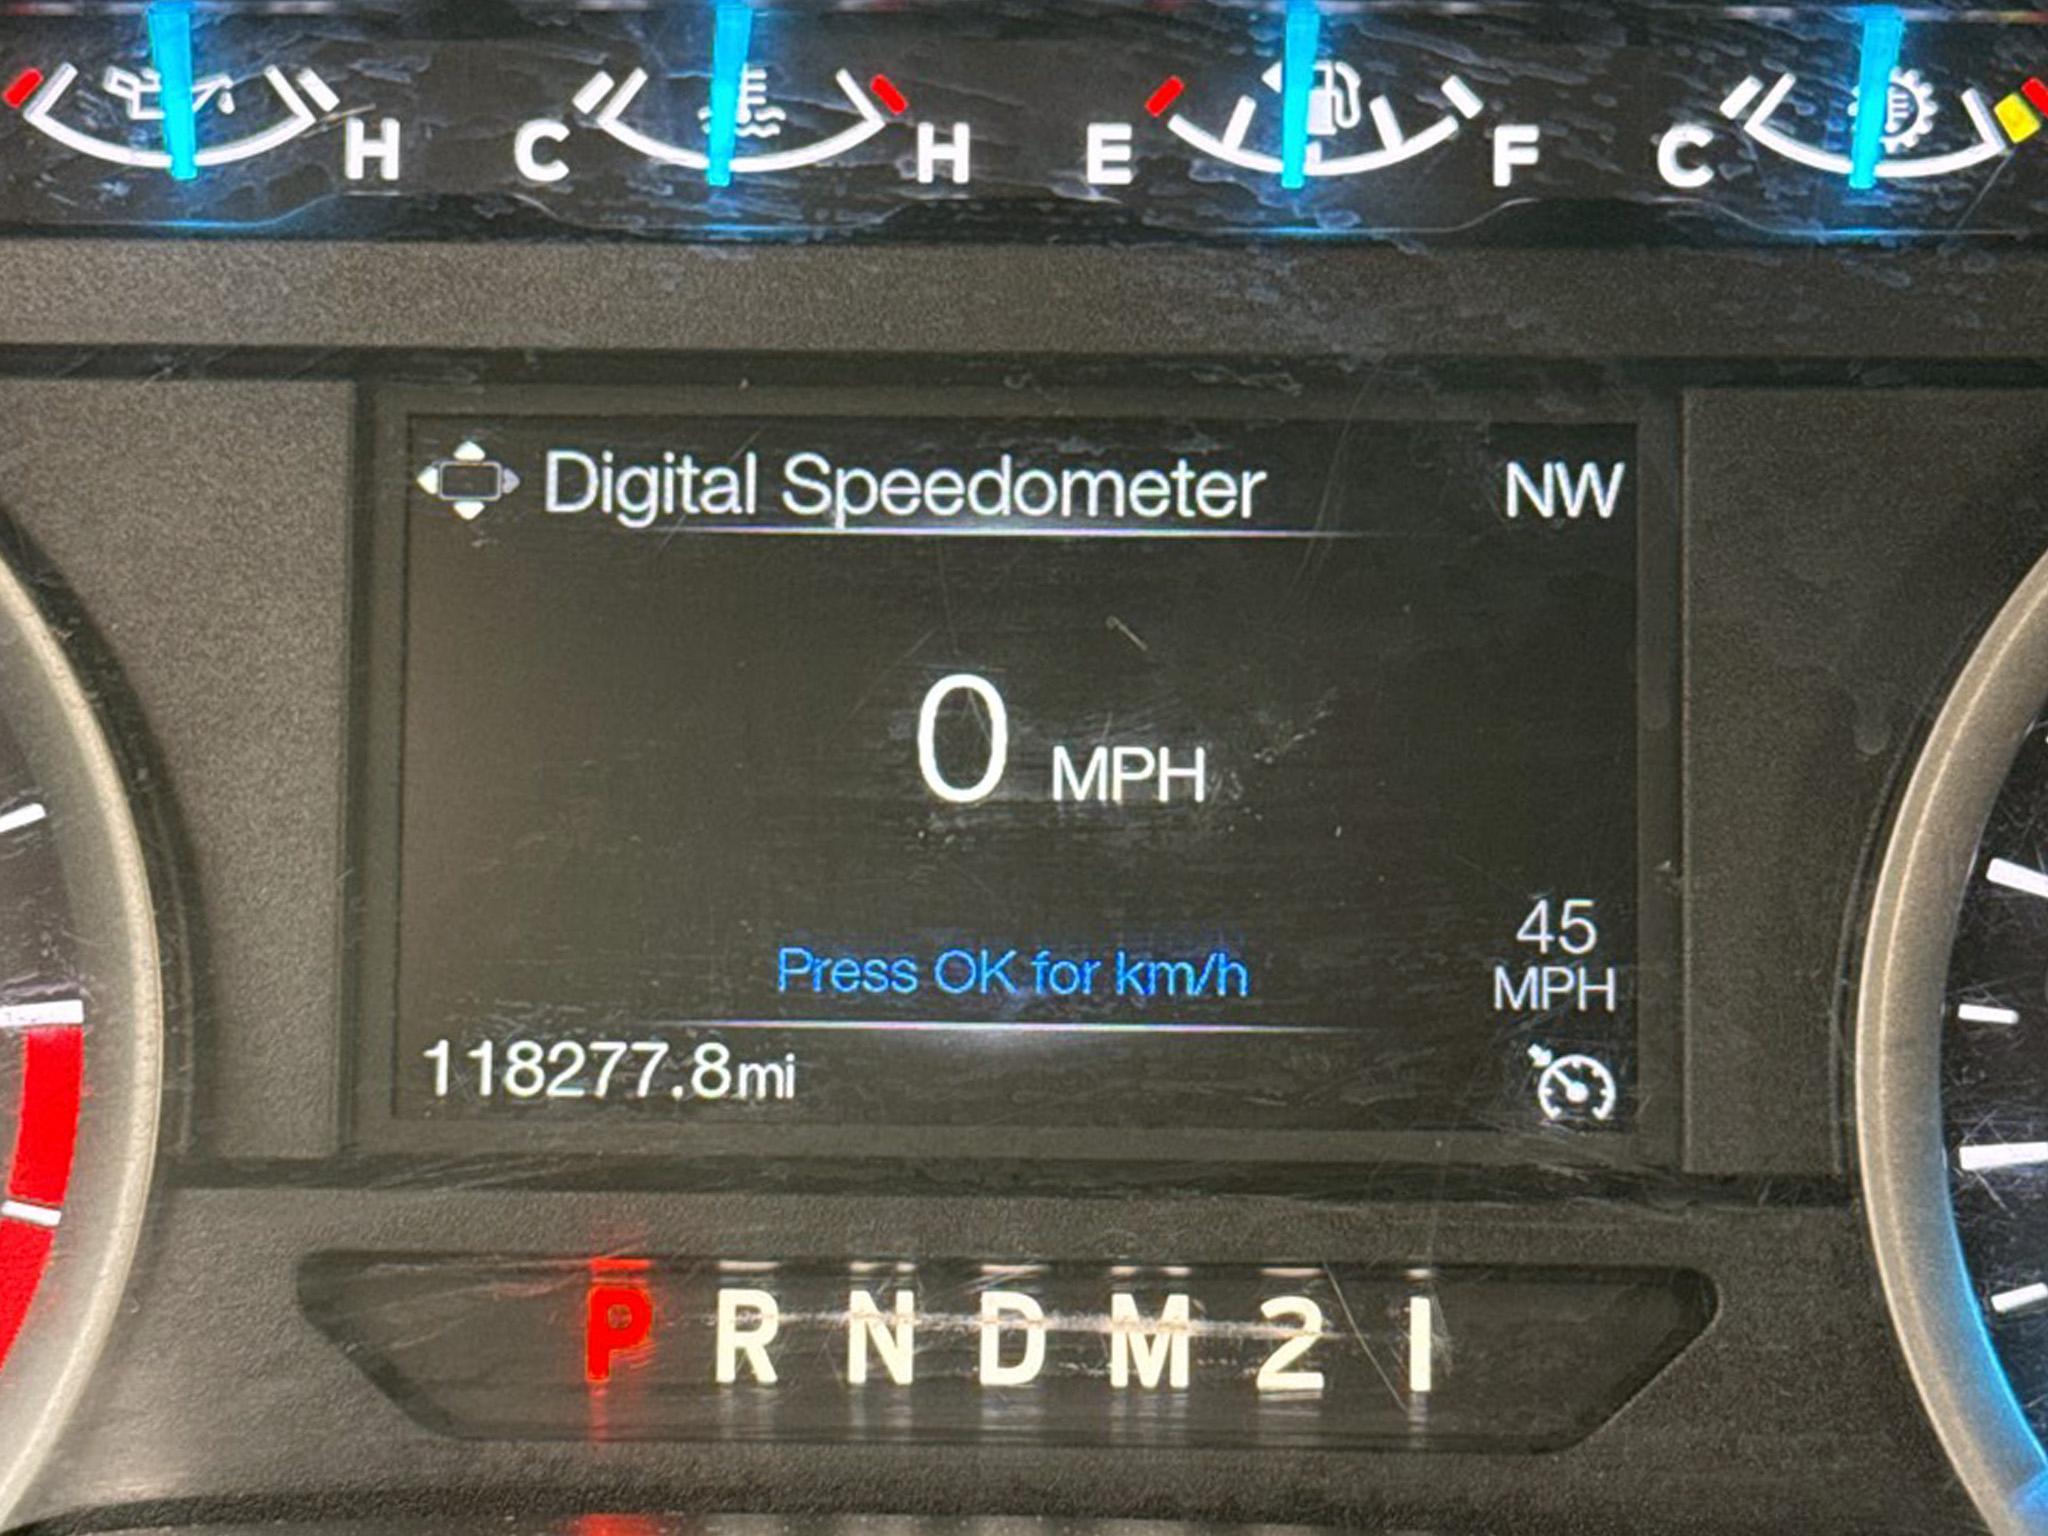 H C H E F C
Digital Speedometer NW
0 MPH
45
Press OK for km/h MPH
118277.8mi
P R N D M 2 1